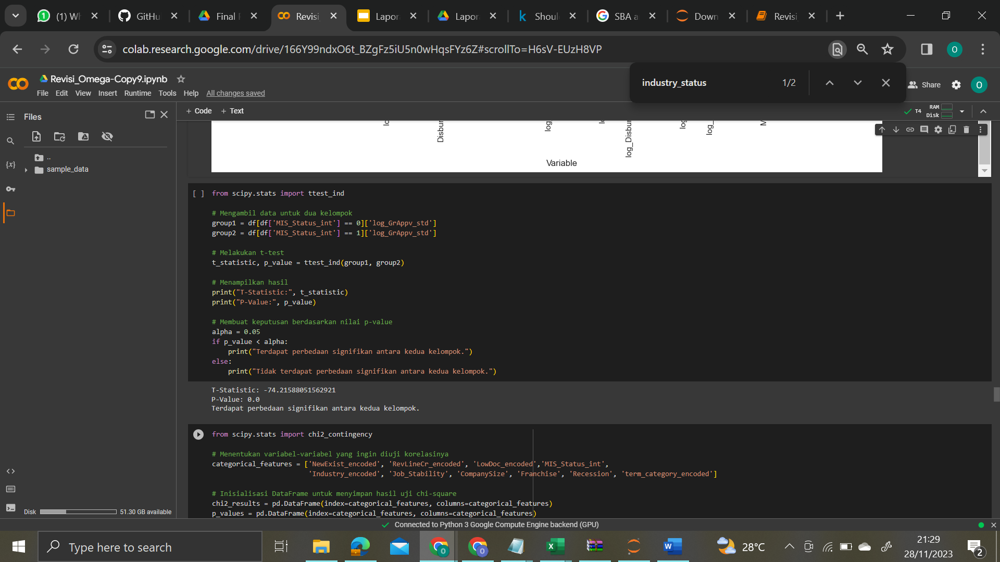 (1) Wh
GitHu
Final
Revisi
Lapor
Lapor
Shoul
SBA a
Down
Revisi
colab.research.google.com/drive/166Y99ndxO6t_BZgFz5iU5n0wHqsFYz6Z#scrollTo=H6sV-EUzH8VP
O
industry_status 1/2
Revisi_Omega-Copy9.ipynb
File Edit View Insert Runtime Tools Help All changes saved
Share
O
Files
+ Code + Text
T4 RAM
Disk
..
sample_data
Disbur
log_Disbur
Variable
[ ] from scipy.stats import ttest_ind
# Mengambil data untuk dua kelompok
group1 = df[df['MIS_Status_int'] == 0]['log_GrAppv_std']
group2 = df[df['MIS_Status_int'] == 1]['log_GrAppv_std']
# Melakukan t-test
t_statistic, p_value = ttest_ind(group1, group2)
# Menampilkan hasil
print("T-Statistic:", t_statistic)
print("P-Value:", p_value)
# Membuat keputusan berdasarkan nilai p-value
alpha = 0.05
if p_value < alpha:
print("Terdapat perbedaan signifikan antara kedua kelompok.")
else:
print("Tidak terdapat perbedaan signifikan antara kedua kelompok.")
T-Statistic: -74.21588051562921
P-Value: 0.0
Terdapat perbedaan signifikan antara kedua kelompok.
from scipy.stats import chi2_contingency
# Menentukan variabel-variabel yang ingin diuji korelasinya
categorical_features = ['NewExist_encoded', 'RevLineCr_encoded', 'LowDoc_encoded','MIS_Status_int',
'Industry_encoded', 'Job_Stability', 'CompanySize', 'Franchise', 'Recession', 'term_category_encoded']
# Inisialisasi DataFrame untuk menyimpan hasil uji chi-square
chi2_results = pd.DataFrame(index=categorical_features, columns=categorical_features)
p_values = pd.DataFrame(index=categorical_features, columns=categorical_features)
Disk 51.30 GB available
Connected to Python 3 Google Compute Engine backend (GPU)
Type here to search
28°C
21:29
28/11/2023
2